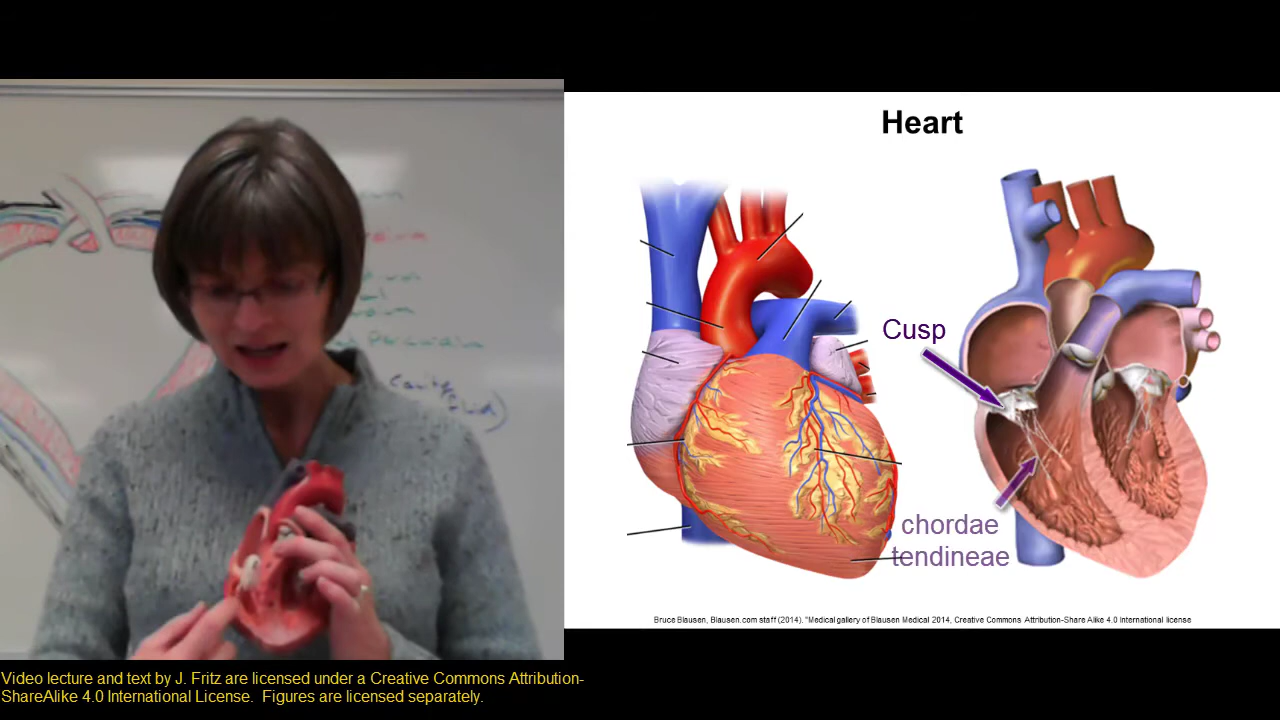 Heart
Cusp
chordae
tendineae
Bruce Blausen, Blausen.com staff (2014). "Medical gallery of Blausen Medical 2014, Creative Commons Attribution-Share Alike 4.0 International license
Video lecture and text by J. Fritz are licensed under a Creative Commons Attribution-
ShareAlike 4.0 International License. Figures are licensed separately.